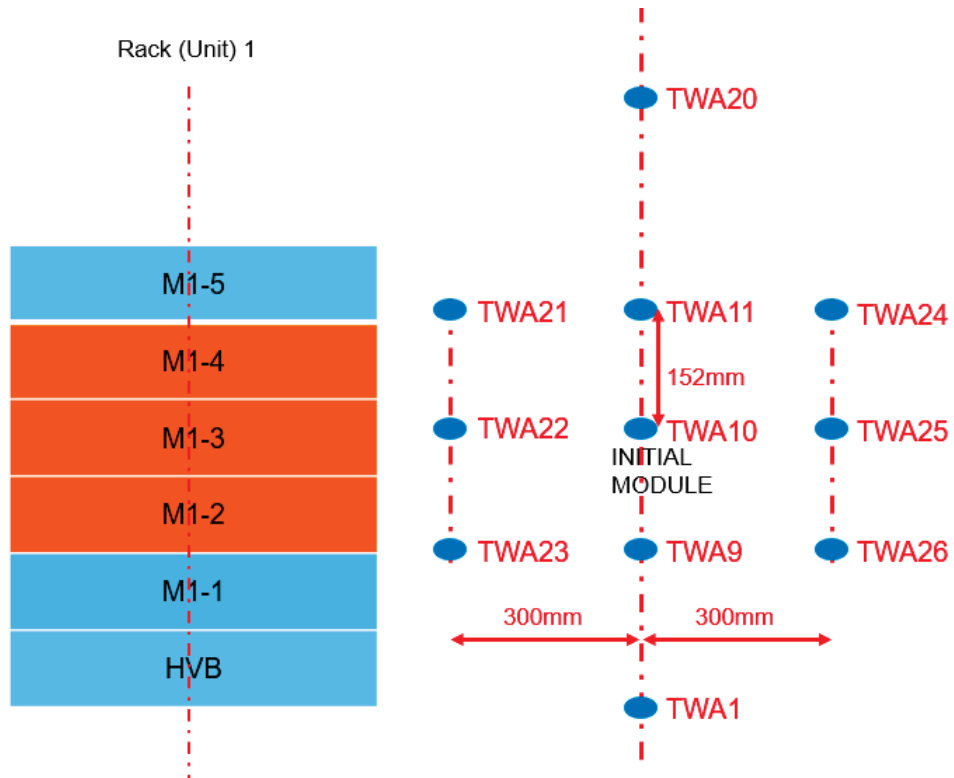 Rack (Unit) 1
TWA20
M1-5
M1-4
M1-3
M1-2
M1-1
HVB
TWA21
TWA11
TWA24
152mm
TWA22
TWA10
TWA25
INITIAL
MODULE
TWA23
TWA9
TWA26
300mm
300mm
TWA1